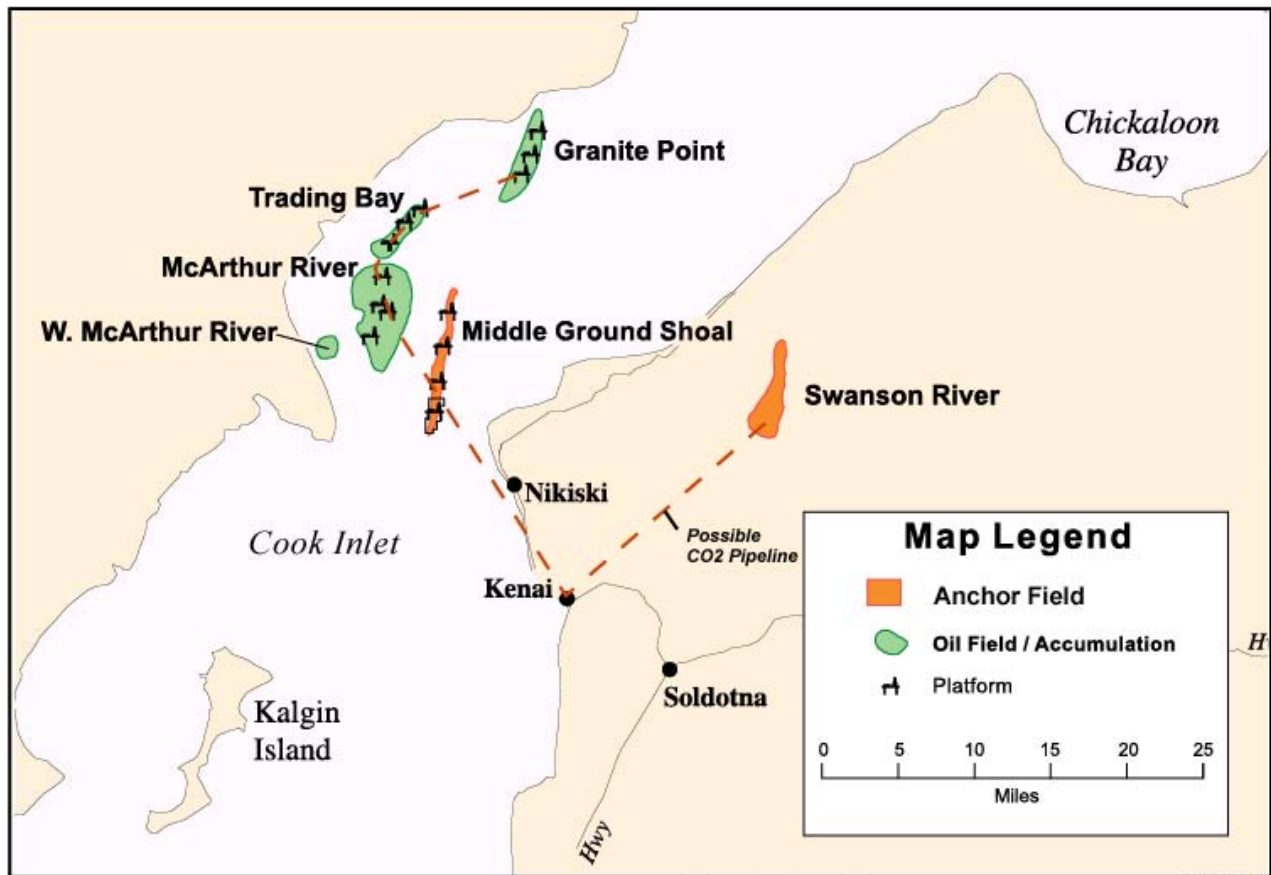 Chickaloon
Bay
Granite Point
Trading Bay
McArthur River
W. McArthur River
Middle Ground Shoal
Swanson River
Nikiski
Cook Inlet
Possible
CO2 Pipeline
Kenai
Soldotna
Kalgin
Island
Hwy
Map Legend
Anchor Field
Oil Field / Accumulation
Platform
0 5 10 15 20 25
Miles